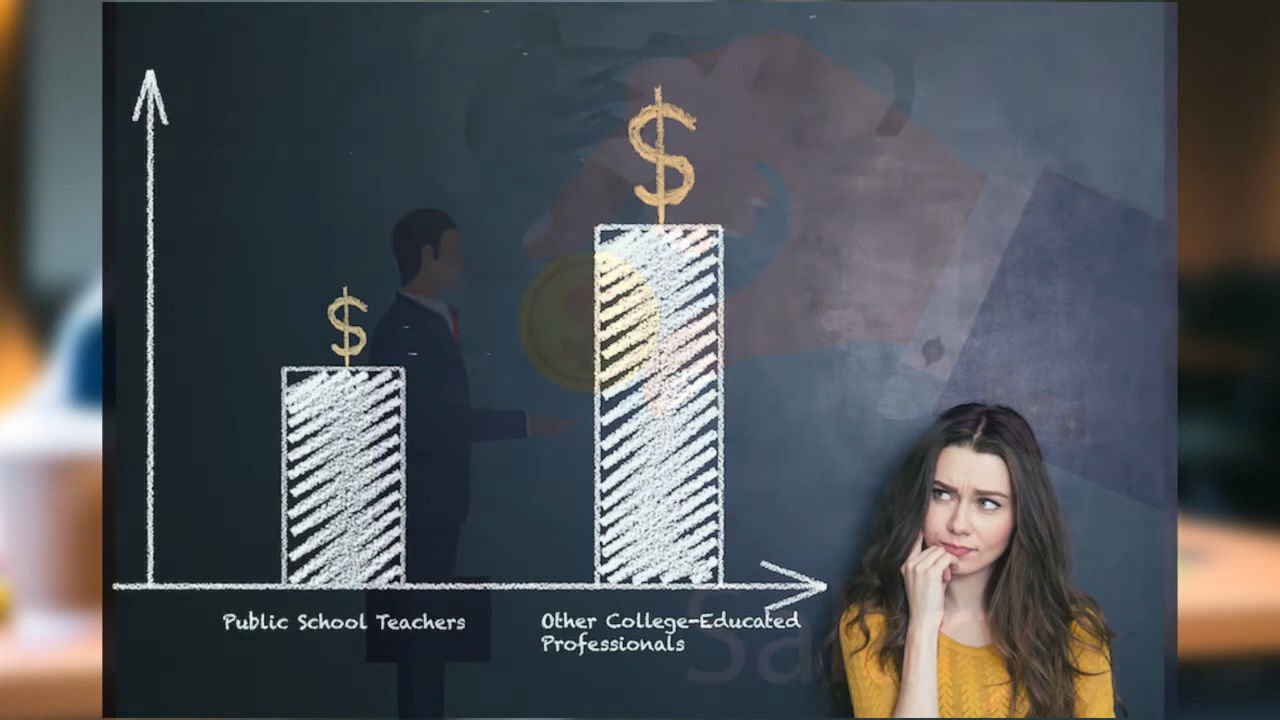 $
$
Public School Teachers
Other College-Educated
Professionals